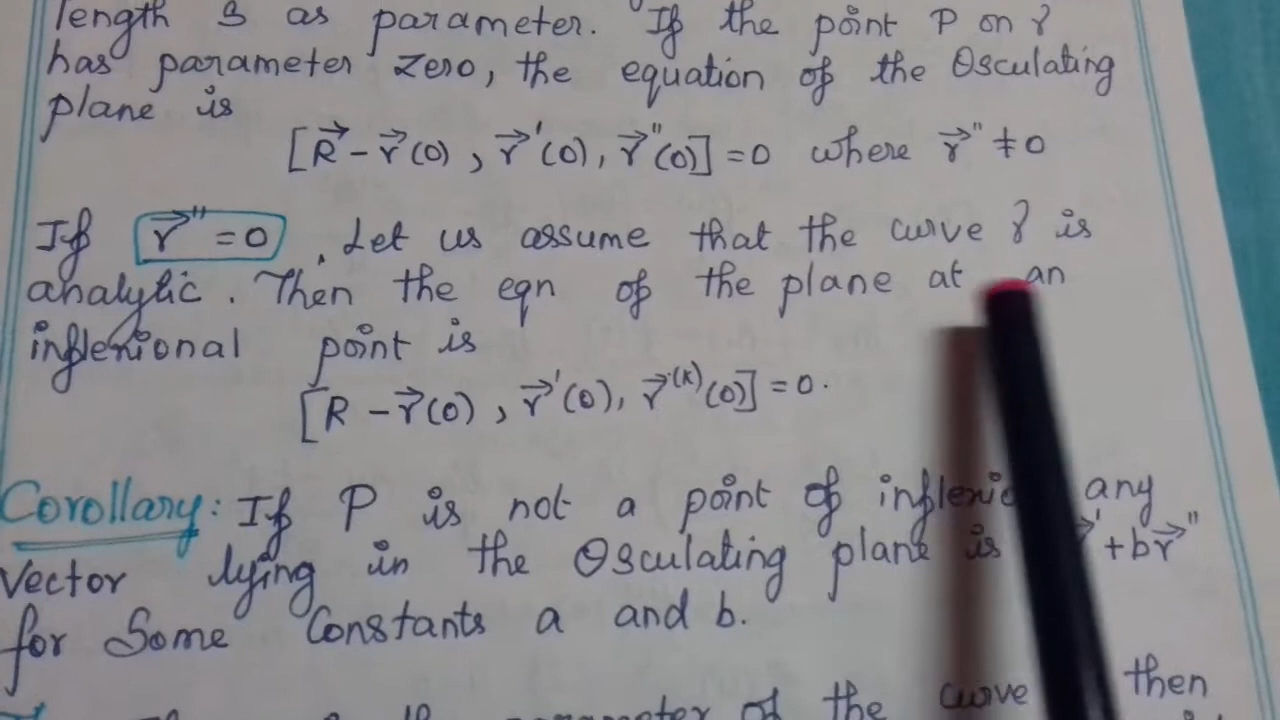 length s as parameter. If the point P on γ
has parameter zero, the equation of the Osculating
plane is
[R⃗ - r⃗(0), r⃗'(0), r⃗''(0)] = 0 where r⃗'' ≠ 0
If r⃗'' = 0. Let us assume that the curve γ is
analytic. Then the eqn of the plane at an
inflexional point is
[R - r⃗(0), r⃗'(0), r⃗^(k)(0)] = 0.
Corollary: If P is not a point of any
vector lying in the Osculating plane is + br⃗''
for Some Constants a and b.
of the curve then